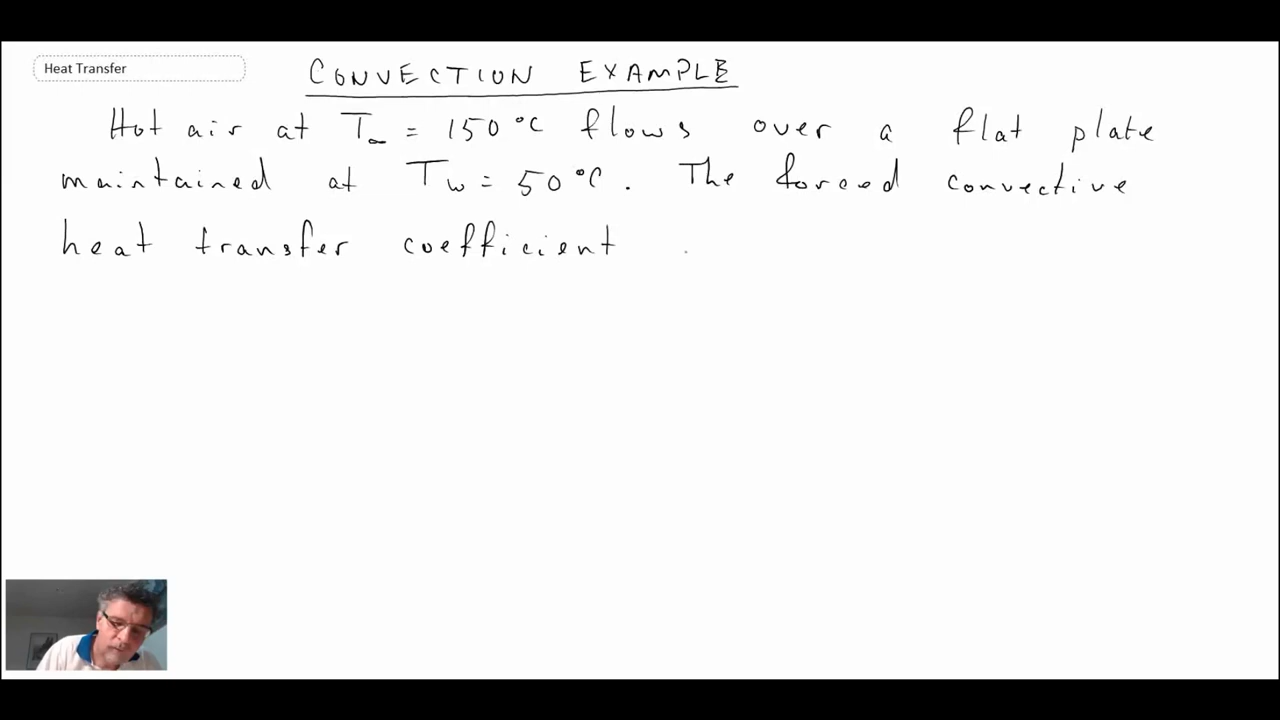 Heat Transfer
CONVECTION EXAMPLE
Hot air at T∞ = 150 °C flows over a flat plate
maintained at Tw = 50 °C. The forced convective
heat transfer coefficient